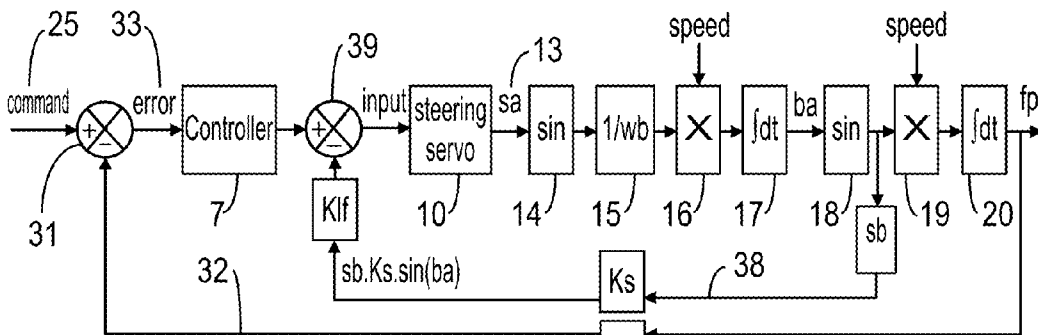 25
33
39
13
speed
speed
command
error
input
sa
ba
fp
+
−
Controller
+
−
steering
servo
sin
1/wb
X
∫dt
sin
X
∫dt
31
7
Klf
10
14
15
16
17
18
19
20
sb
32
sb.Ks.sin(ba)
Ks
38